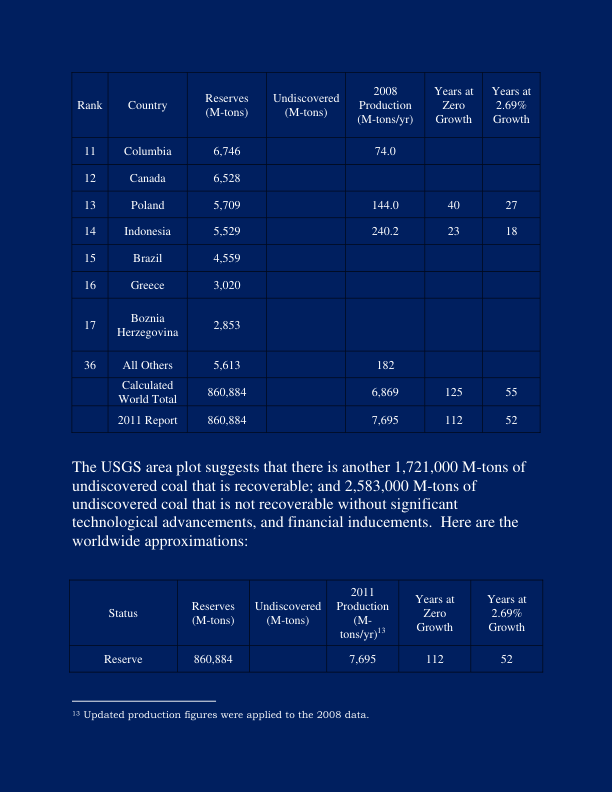 Rank Country Reserves (M-tons) Undiscovered (M-tons) 2008 Production (M-tons/yr) Years at Zero Growth Years at 2.69% Growth
11 Columbia 6,746 74.0
12 Canada 6,528
13 Poland 5,709 144.0 40 27
14 Indonesia 5,529 240.2 23 18
15 Brazil 4,559
16 Greece 3,020
17 Boznia Herzegovina 2,853
36 All Others 5,613 182
Calculated World Total 860,884 6,869 125 55
2011 Report 860,884 7,695 112 52
The USGS area plot suggests that there is another 1,721,000 M-tons of
undiscovered coal that is recoverable; and 2,583,000 M-tons of
undiscovered coal that is not recoverable without significant
technological advancements, and financial inducements.  Here are the
worldwide approximations:
Status Reserves (M-tons) Undiscovered (M-tons) 2011 Production (M-tons/yr)13 Years at Zero Growth Years at 2.69% Growth
Reserve 860,884 7,695 112 52
13 Updated production figures were applied to the 2008 data.